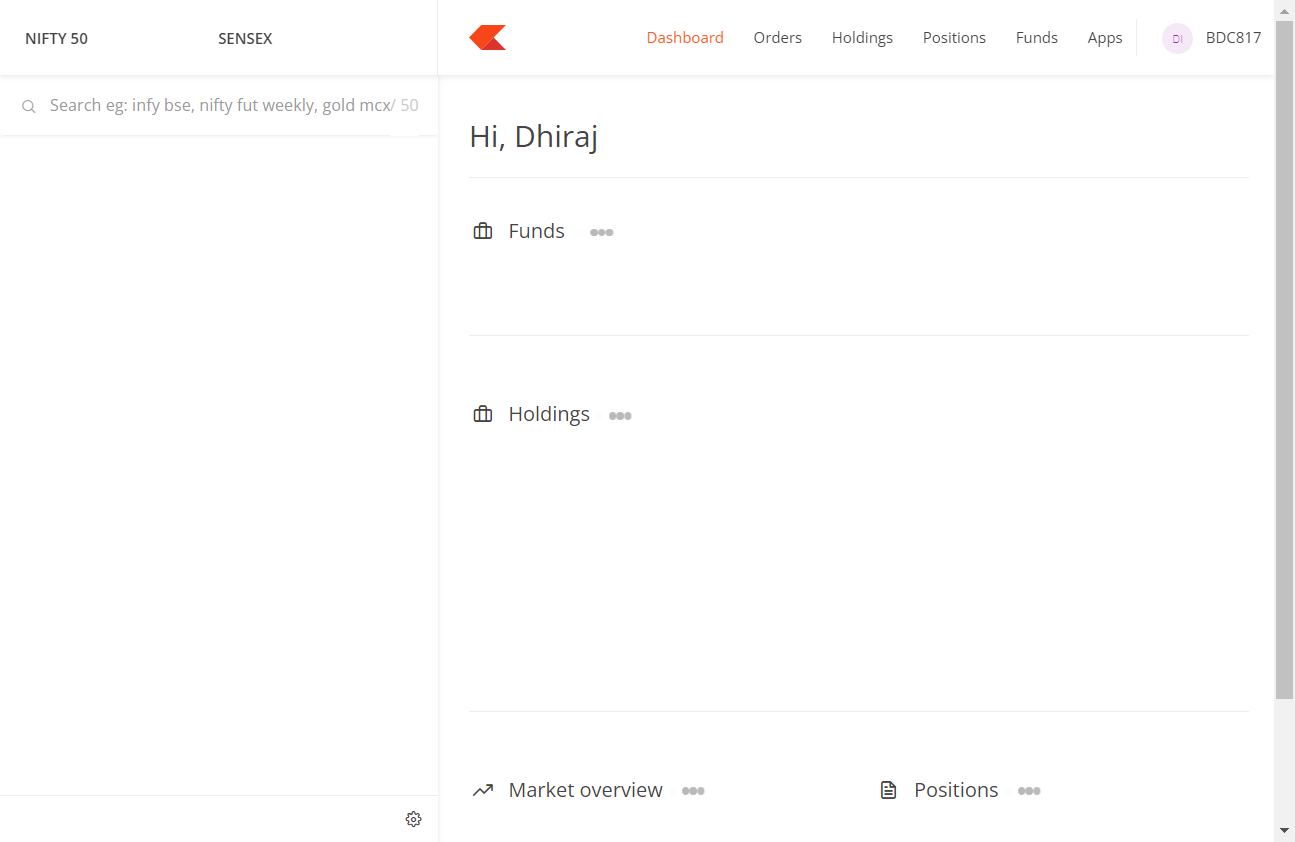 NIFTY 50 SENSEX
Dashboard Orders Holdings Positions Funds Apps DI BDC817
Search eg: infy bse, nifty fut weekly, gold mcx / 50
Hi, Dhiraj
Funds
Holdings
Market overview Positions